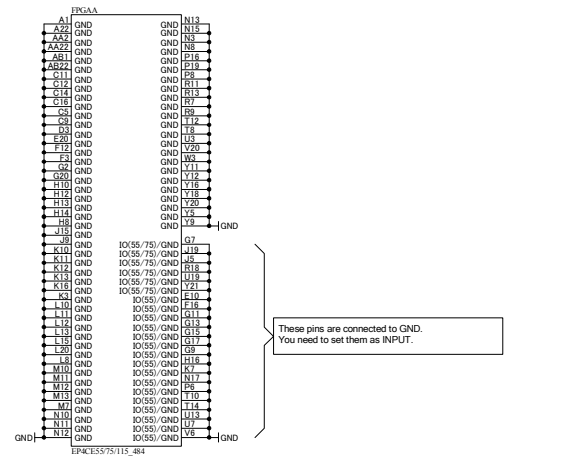 FPGAA
A1 GND GND N13
A22 GND GND N15
AA2 GND GND N3
AA22 GND GND N8
AB1 GND GND P16
AB22 GND GND P19
C11 GND GND P8
C12 GND GND R11
C14 GND GND R13
C16 GND GND R7
C5 GND GND R9
C9 GND GND T12
D3 GND GND T8
E20 GND GND U3
F12 GND GND V20
F3 GND GND W3
G2 GND GND Y11
G20 GND GND Y12
H10 GND GND Y16
H12 GND GND Y18
H13 GND GND Y20
H14 GND GND Y5
H8 GND GND Y9 GND
J15 GND
J9 GND IO(55/75)/GND G7
K10 GND IO(55/75)/GND J19
K11 GND IO(55/75)/GND J5
K12 GND IO(55/75)/GND R18
K13 GND IO(55/75)/GND U19
K16 GND IO(55/75)/GND Y21
K3 GND IO(55)/GND E10
L10 GND IO(55)/GND F16
L11 GND IO(55)/GND G11
L12 GND IO(55)/GND G13
L13 GND IO(55)/GND G15
L15 GND IO(55)/GND G17
L20 GND IO(55)/GND G9
L8 GND IO(55)/GND H16
M10 GND IO(55)/GND K7
M11 GND IO(55)/GND N17
M12 GND IO(55)/GND P6
M13 GND IO(55)/GND T10
M7 GND IO(55)/GND T14
N10 GND IO(55)/GND U13
N11 GND IO(55)/GND U7
GND N12 GND IO(55)/GND V6 GND
EP4CE55/75/115_484
These pins are connected to GND.
You need to set them as INPUT.